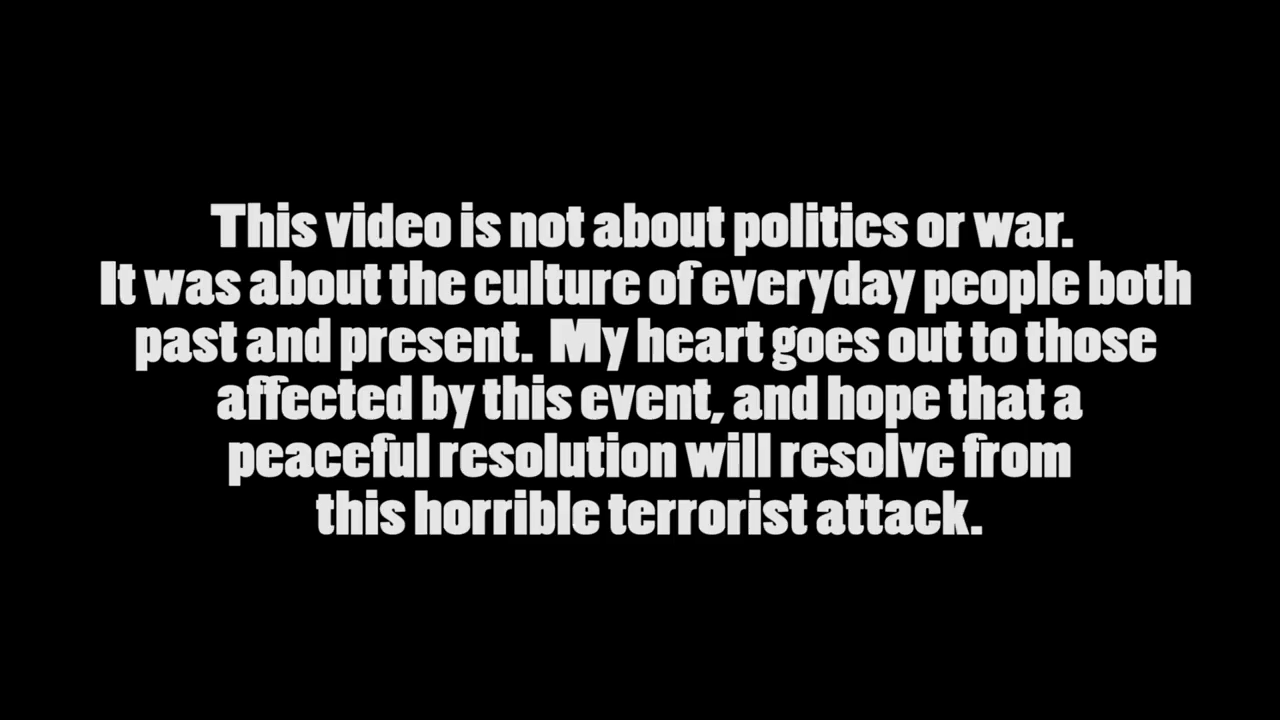 This video is not about politics or war.
It was about the culture of everyday people both
past and present. My heart goes out to those
affected by this event, and hope that a
peaceful resolution will resolve from
this horrible terrorist attack.